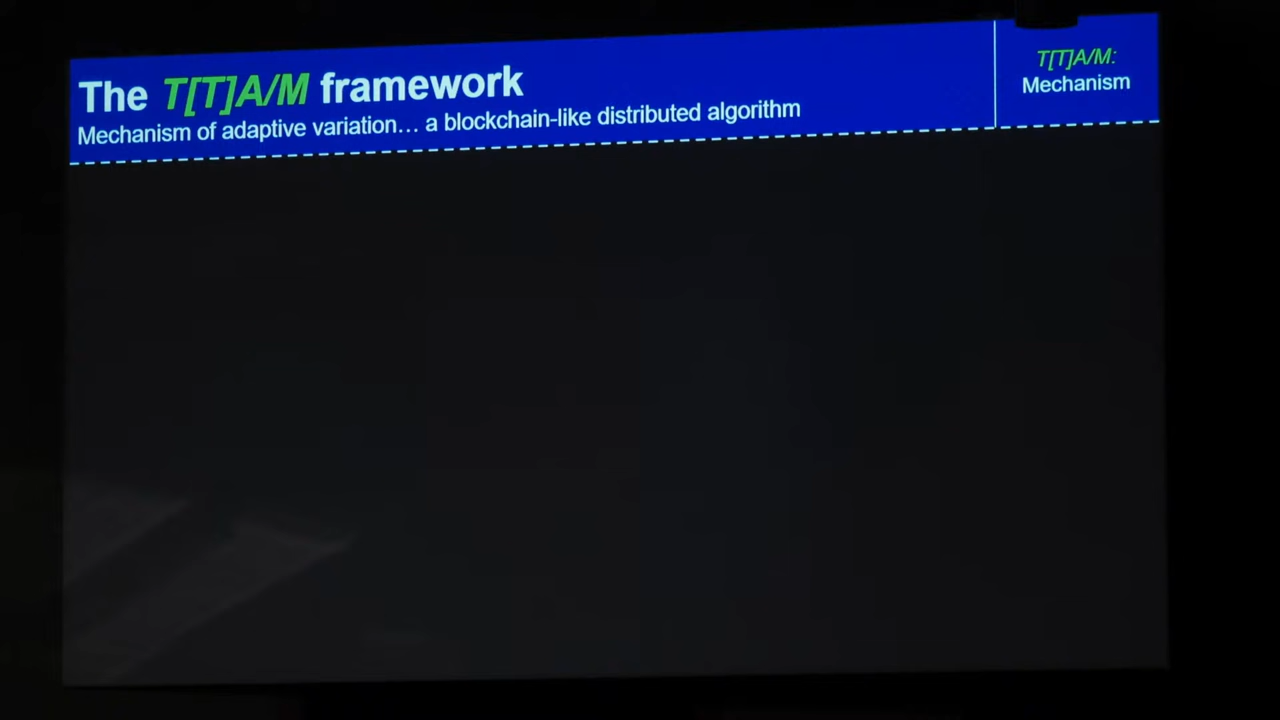 The T[T]A/M framework
Mechanism of adaptive variation… a blockchain-like distributed algorithm
T[T]A/M:
Mechanism